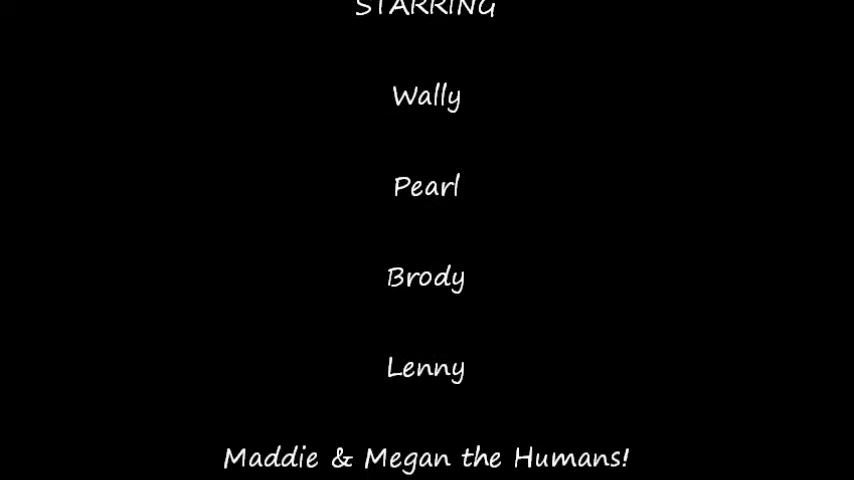 STARRING
Wally
Pearl
Brody
Lenny
Maddie & Megan the Humans!